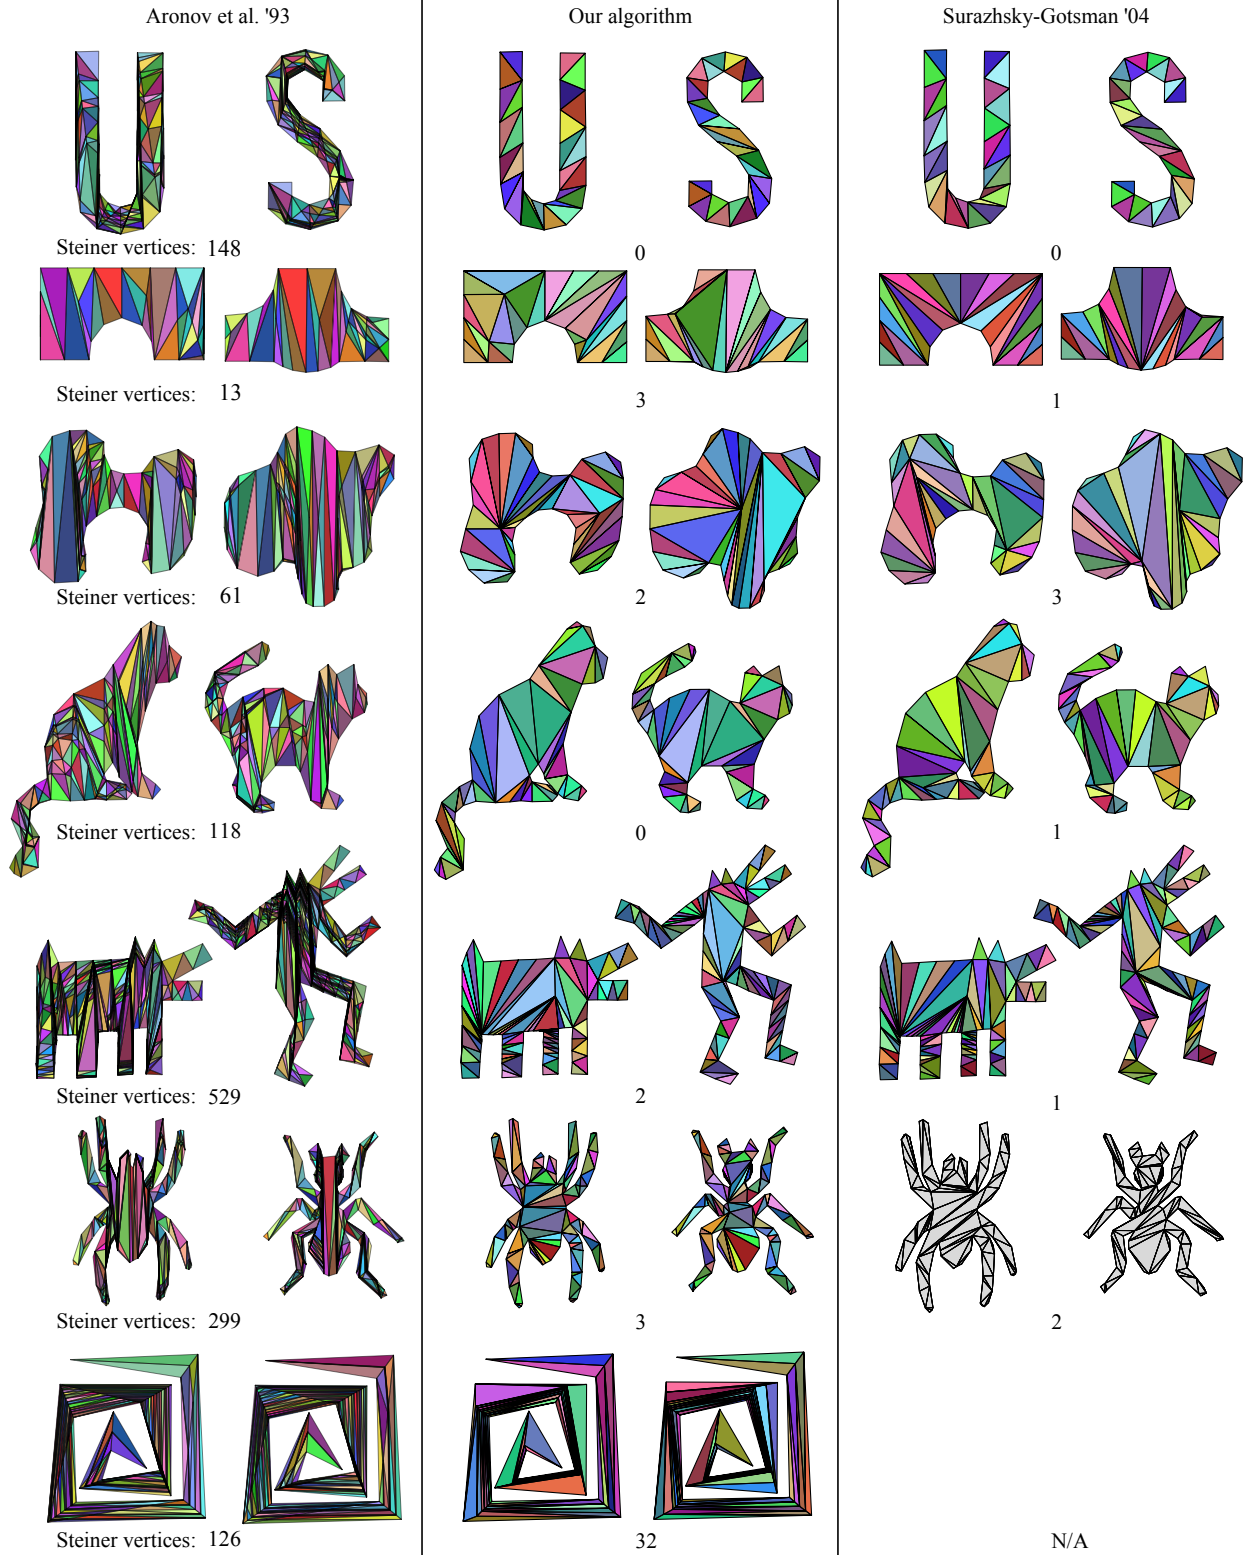 Aronov et al. '93 Our algorithm Surazhsky-Gotsman '04
Steiner vertices: 148 0 0
Steiner vertices: 13 3 1
Steiner vertices: 61 2 3
Steiner vertices: 118 0 1
Steiner vertices: 529 2 1
Steiner vertices: 299 3 2
Steiner vertices: 126 32 N/A